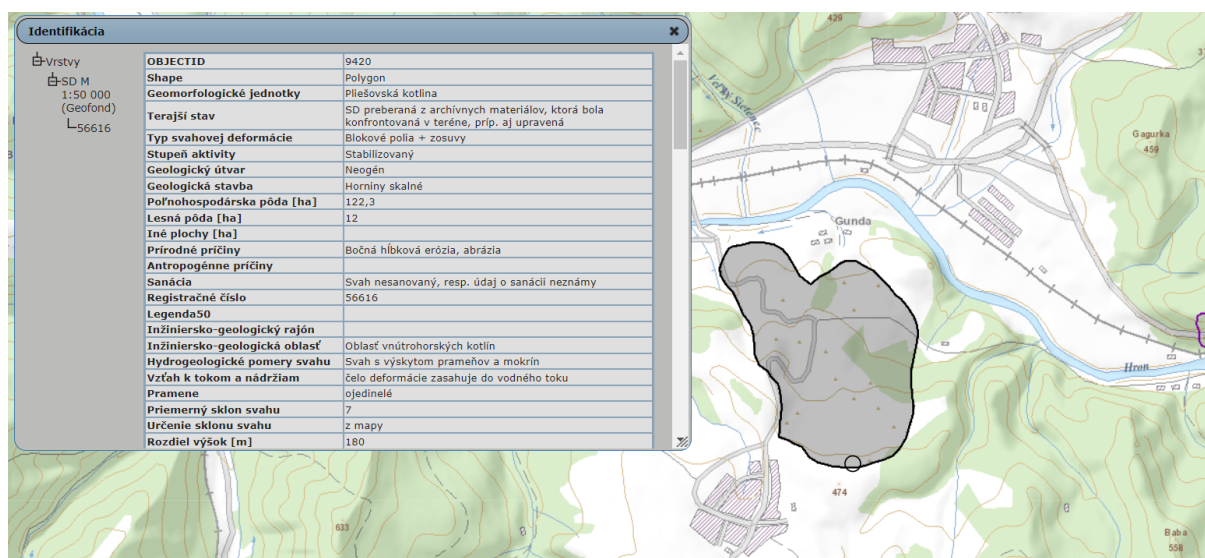 Identifikácia
Vrstvy
SD M
1:50 000
(Geofond)
56616
OBJECTID 9420
Shape Polygon
Geomorfologické jednotky Pliešovská kotlina
Terajší stav SD preberaná z archívnych materiálov, ktorá bola
konfrontovaná v teréne, príp. aj upravená
Typ svahovej deformácie Blokové polia + zosuvy
Stupeň aktivity Stabilizovaný
Geologický útvar Neogén
Geologická stavba Horniny skalné
Poľnohospodárska pôda [ha] 122,3
Lesná pôda [ha] 12
Iné plochy [ha]
Prírodné príčiny Bočná hĺbková erózia, abrázia
Antropogénne príčiny
Sanácia Svah nesanovaný, resp. údaj o sanácii neznámy
Registračné číslo 56616
Legenda50
Inžiniersko-geologický rajón
Inžiniersko-geologická oblasť Oblasť vnútrohorských kotlín
Hydrogeologické pomery svahu Svah s výskytom prameňov a mokrín
Vzťah k tokom a nádržiam čelo deformácie zasahuje do vodného toku
Pramene ojedinelé
Priemerný sklon svahu 7
Určenie sklonu svahu z mapy
Rozdiel výšok [m] 180
429
Veľký Sietenec
Gagurka
459
Gunda
Hron
474
633
Baba
558